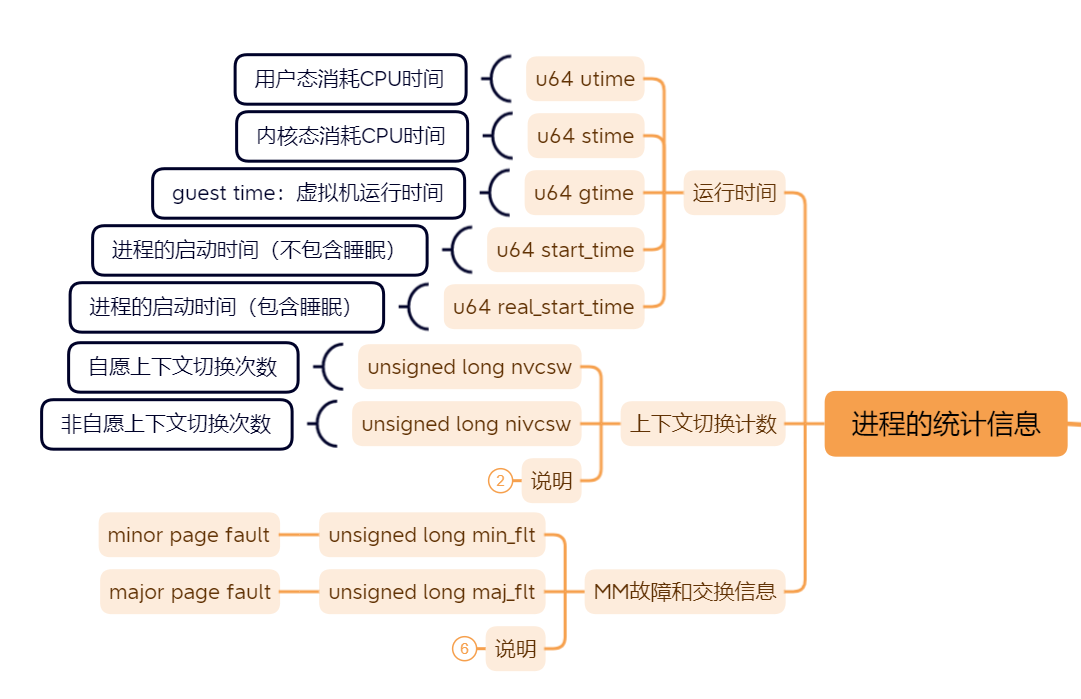 用户态消耗CPU时间
u64 utime
内核态消耗CPU时间
u64 stime
guest time：虚拟机运行时间
u64 gtime
运行时间
进程的启动时间（不包含睡眠）
u64 start_time
进程的启动时间（包含睡眠）
u64 real_start_time
自愿上下文切换次数
unsigned long nvcsw
非自愿上下文切换次数
unsigned long nivcsw
上下文切换计数
进程的统计信息
2
说明
minor page fault
unsigned long min_flt
major page fault
unsigned long maj_flt
MM故障和交换信息
6
说明